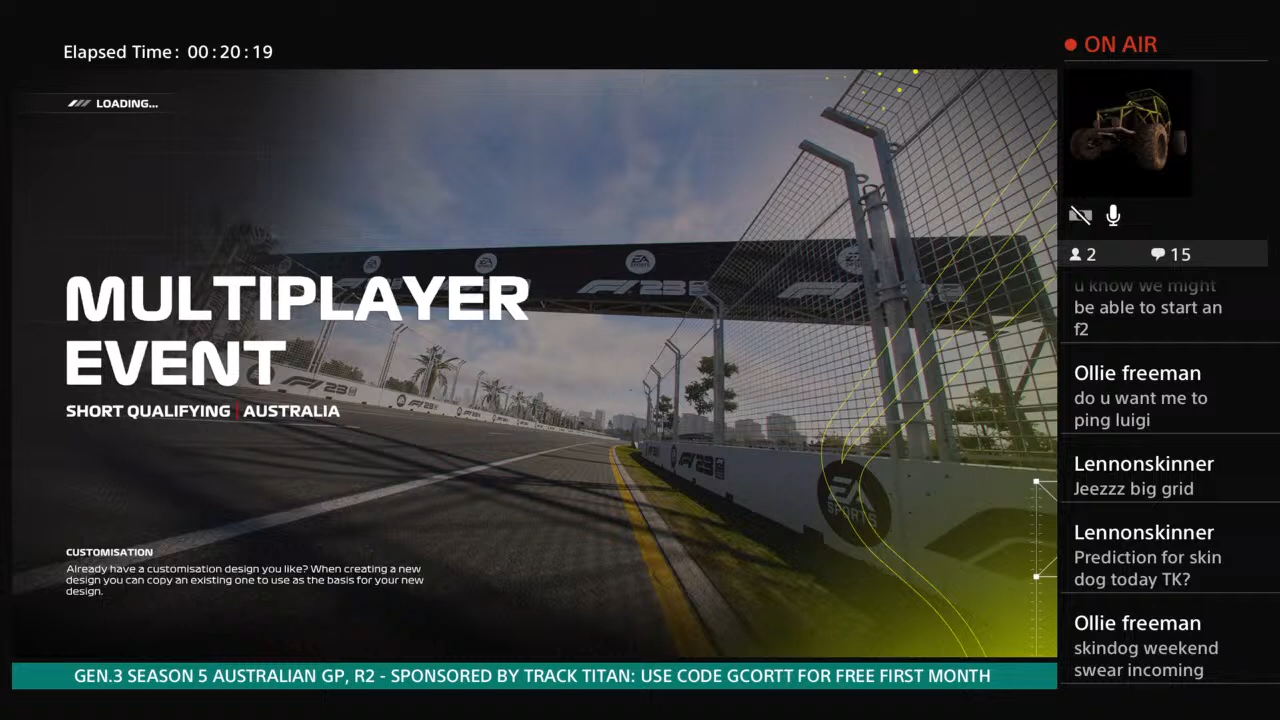 Elapsed Time: 00:20:19
ON AIR
LOADING...
2
15
MULTIPLAYER
EVENT
SHORT QUALIFYING | AUSTRALIA
EA
SPORTS
F1 23
F1 23
EA
SPORTS
CUSTOMISATION
Already have a customisation design you like? When creating a new
design you can copy an existing one to use as the basis for your new
design.
u know we might
be able to start an
f2
Ollie freeman
do u want me to
ping luigi
Lennonskinner
Jeezzz big grid
Lennonskinner
Prediction for skin
dog today TK?
Ollie freeman
skindog weekend
swear incoming
GEN.3 SEASON 5 AUSTRALIAN GP, R2 - SPONSORED BY TRACK TITAN: USE CODE GCORTT FOR FREE FIRST MONTH